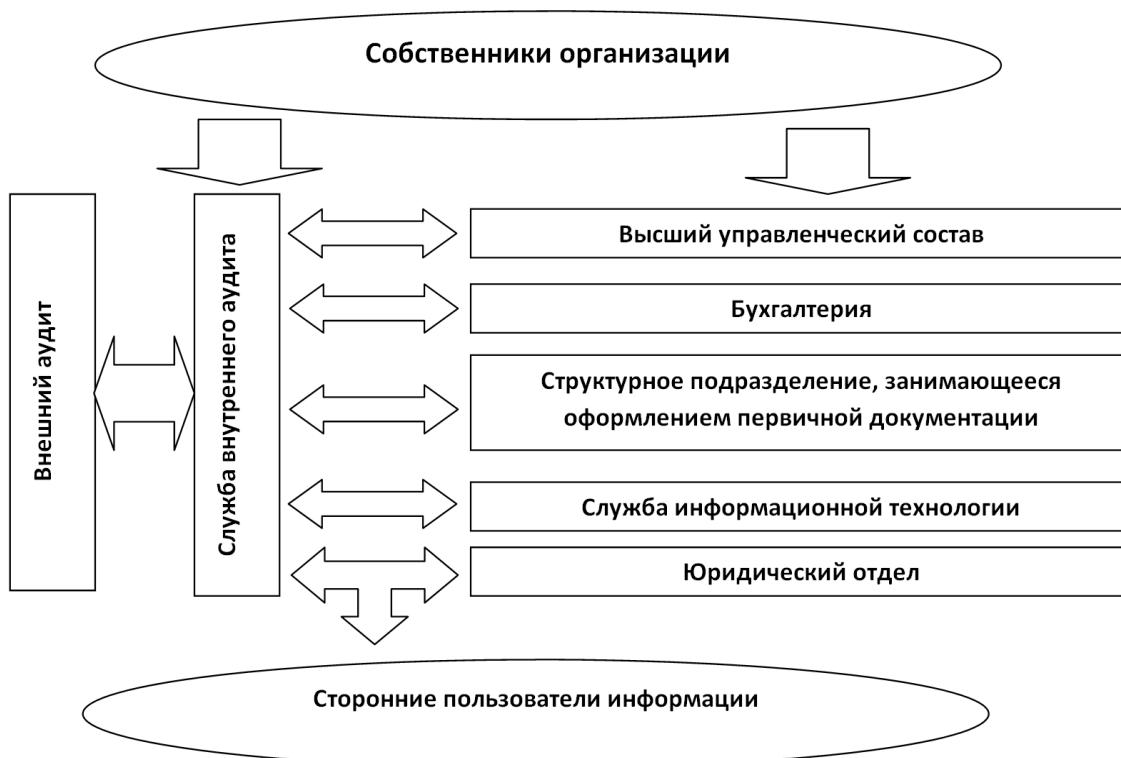 Собственники организации
Внешний аудит
Служба внутреннего аудита
Высший управленческий состав
Бухгалтерия
Структурное подразделение, занимающееся
оформлением первичной документации
Служба информационной технологии
Юридический отдел
Сторонние пользователи информации